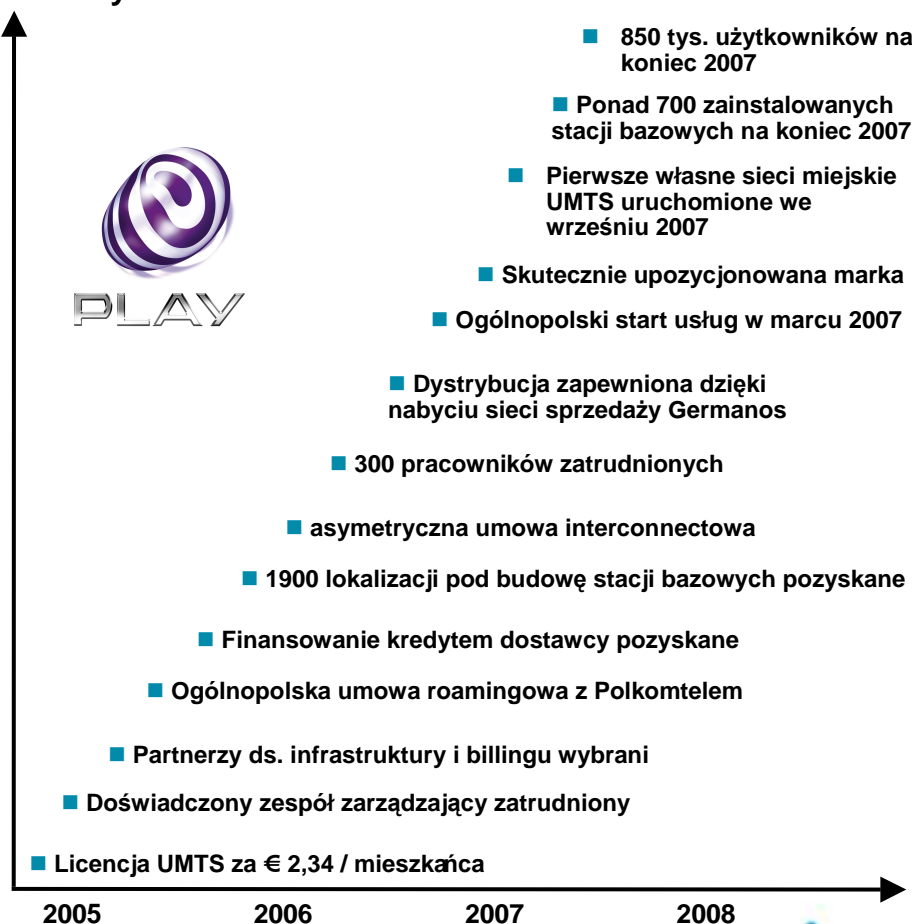 850 tys. użytkowników na
koniec 2007
Ponad 700 zainstalowanych
stacji bazowych na koniec 2007
Pierwsze własne sieci miejskie
UMTS uruchomione we
wrześniu 2007
Skutecznie upozycjonowana marka
PLAY
Ogólnopolski start usług w marcu 2007
Dystrybucja zapewniona dzięki
nabyciu sieci sprzedaży Germanos
300 pracowników zatrudnionych
asymetryczna umowa interconnectowa
1900 lokalizacji pod budowę stacji bazowych pozyskane
Finansowanie kredytem dostawcy pozyskane
Ogólnopolska umowa roamingowa z Polkomtelem
Partnerzy ds. infrastruktury i billingu wybrani
Doświadczony zespół zarządzający zatrudniony
Licencja UMTS za € 2,34 / mieszkańca
2005 2006 2007 2008